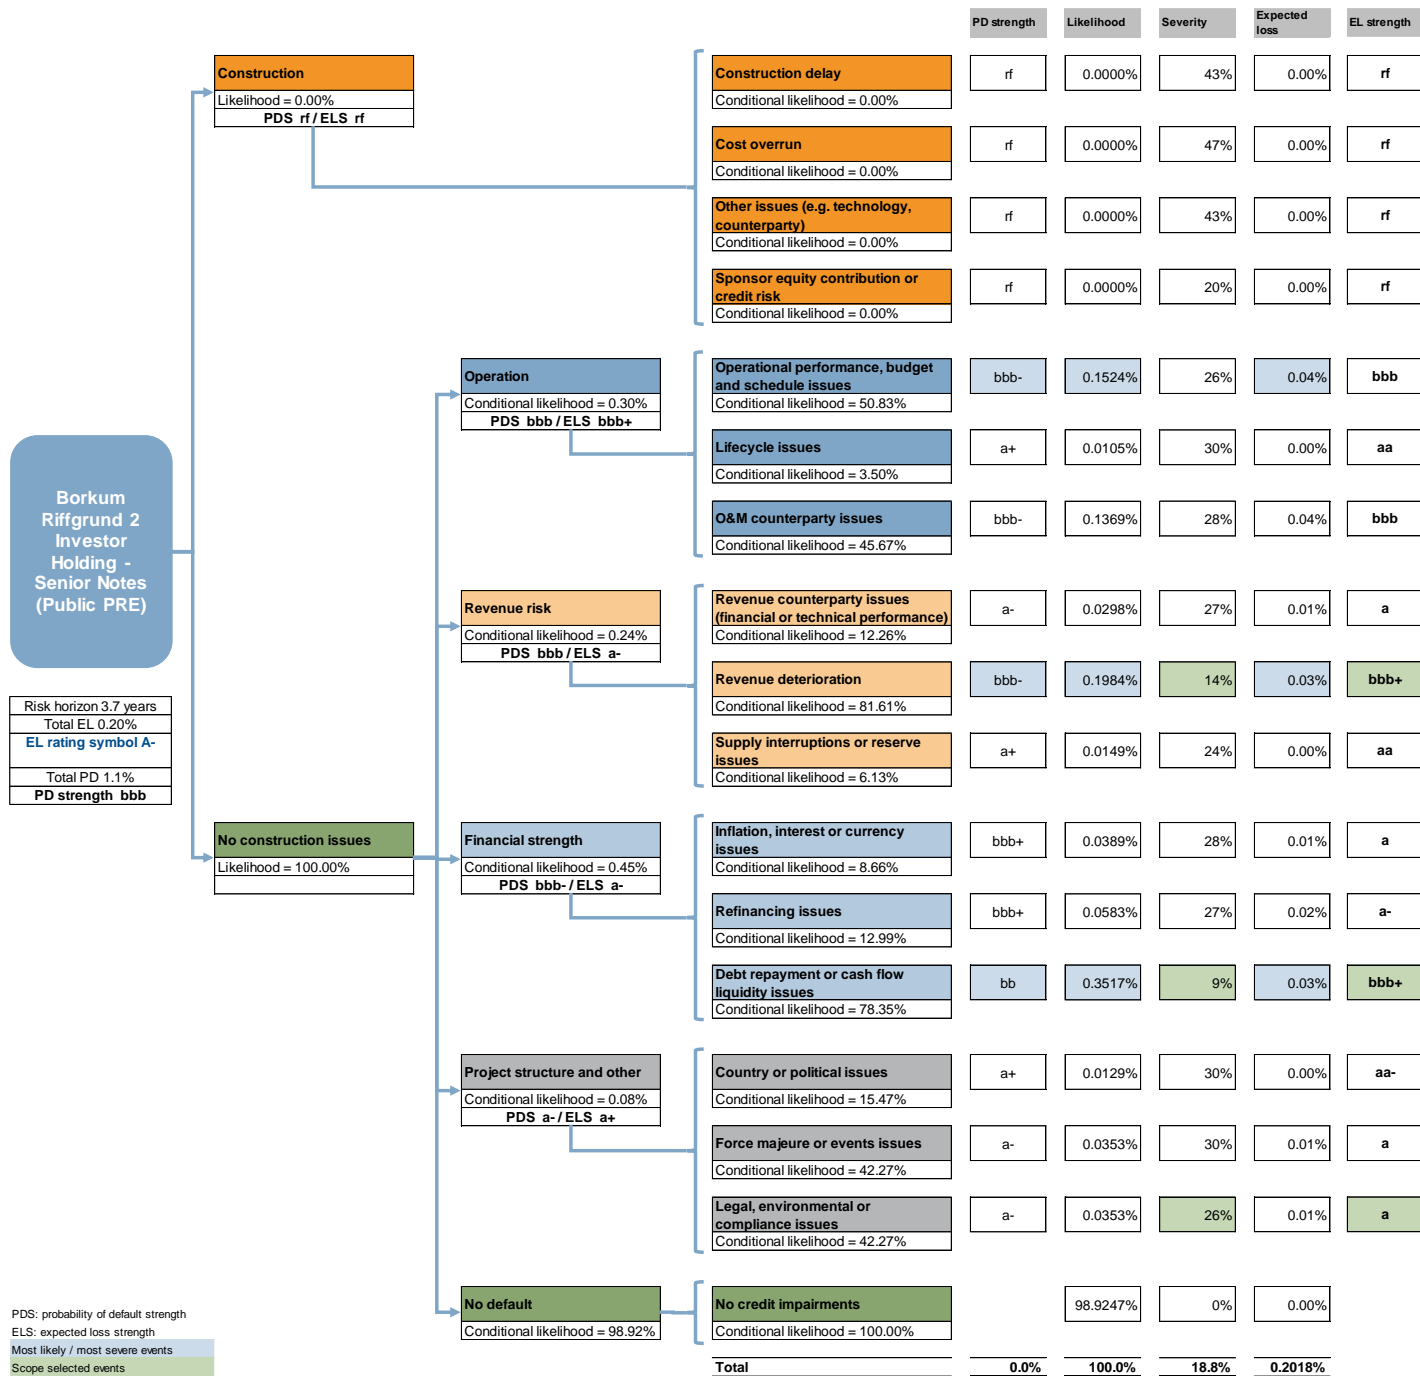 PD strength
Likelihood
Severity
Expected
loss
EL strength
Construction
Likelihood = 0.00%
PDS rf / ELS rf
Construction delay
Conditional likelihood = 0.00%
rf
0.0000%
43%
0.00%
rf
Cost overrun
Conditional likelihood = 0.00%
rf
0.0000%
47%
0.00%
rf
Other issues (e.g. technology,
counterparty)
Conditional likelihood = 0.00%
rf
0.0000%
43%
0.00%
rf
Sponsor equity contribution or
credit risk
Conditional likelihood = 0.00%
rf
0.0000%
20%
0.00%
rf
Operation
Conditional likelihood = 0.30%
PDS bbb / ELS bbb+
Operational performance, budget
and schedule issues
Conditional likelihood = 50.83%
bbb-
0.1524%
26%
0.04%
bbb
Lifecycle issues
Conditional likelihood = 3.50%
a+
0.0105%
30%
0.00%
aa
O&M counterparty issues
Conditional likelihood = 45.67%
bbb-
0.1369%
28%
0.04%
bbb
Borkum
Riffgrund 2
Investor
Holding -
Senior Notes
(Public PRE)
Risk horizon 3.7 years
Total EL 0.20%
EL rating symbol A-
Total PD 1.1%
PD strength bbb
Revenue risk
Conditional likelihood = 0.24%
PDS bbb / ELS a-
Revenue counterparty issues
(financial or technical performance)
Conditional likelihood = 12.26%
a-
0.0298%
27%
0.01%
a
Revenue deterioration
Conditional likelihood = 81.61%
bbb-
0.1984%
14%
0.03%
bbb+
Supply interruptions or reserve
issues
Conditional likelihood = 6.13%
a+
0.0149%
24%
0.00%
aa
No construction issues
Likelihood = 100.00%
Financial strength
Conditional likelihood = 0.45%
PDS bbb- / ELS a-
Inflation, interest or currency
issues
Conditional likelihood = 8.66%
bbb+
0.0389%
28%
0.01%
a
Refinancing issues
Conditional likelihood = 12.99%
bbb+
0.0583%
27%
0.02%
a-
Debt repayment or cash flow
liquidity issues
Conditional likelihood = 78.35%
bb
0.3517%
9%
0.03%
bbb+
Project structure and other
Conditional likelihood = 0.08%
PDS a- / ELS a+
Country or political issues
Conditional likelihood = 15.47%
a+
0.0129%
30%
0.00%
aa-
Force majeure or events issues
Conditional likelihood = 42.27%
a-
0.0353%
30%
0.01%
a
Legal, environmental or
compliance issues
Conditional likelihood = 42.27%
a-
0.0353%
26%
0.01%
a
No default
Conditional likelihood = 98.92%
No credit impairments
Conditional likelihood = 100.00%
98.9247%
0%
0.00%
PDS: probability of default strength
ELS: expected loss strength
Most likely / most severe events
Scope selected events
Total
0.0%
100.0%
18.8%
0.2018%